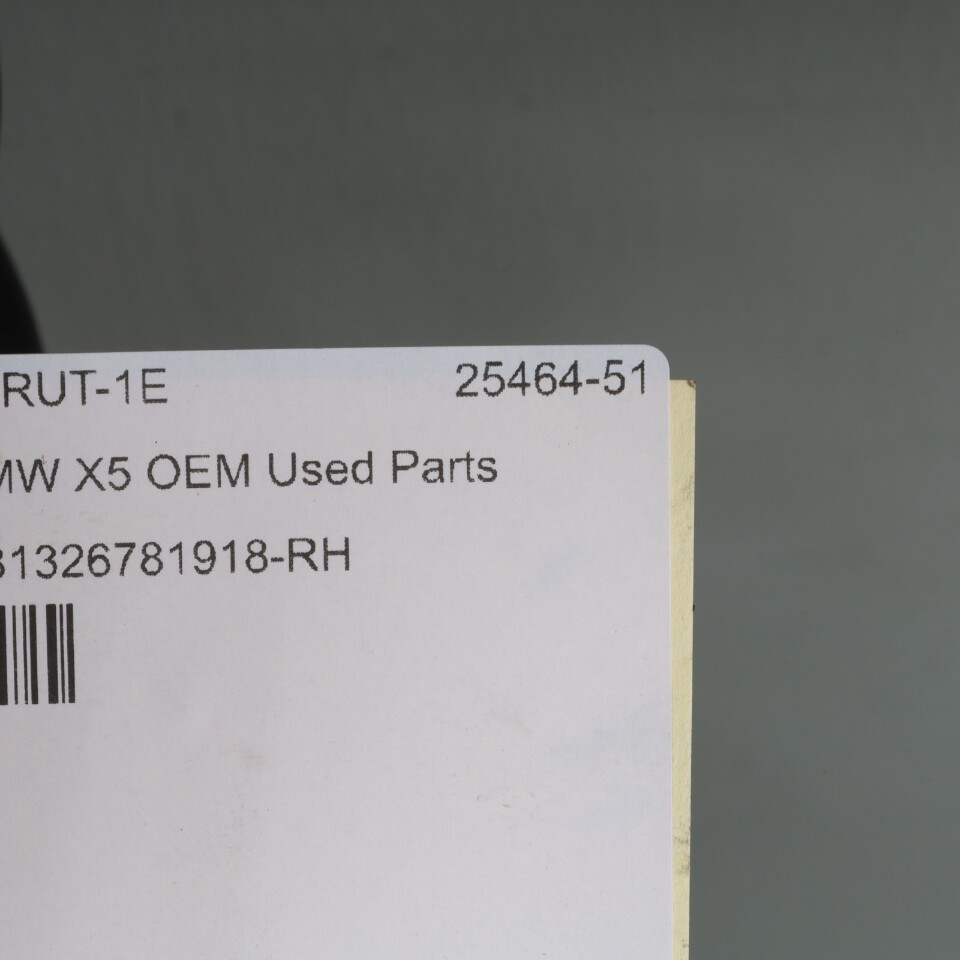 RUT-1E 25464-51
MW X5 OEM Used Parts
31326781918-RH